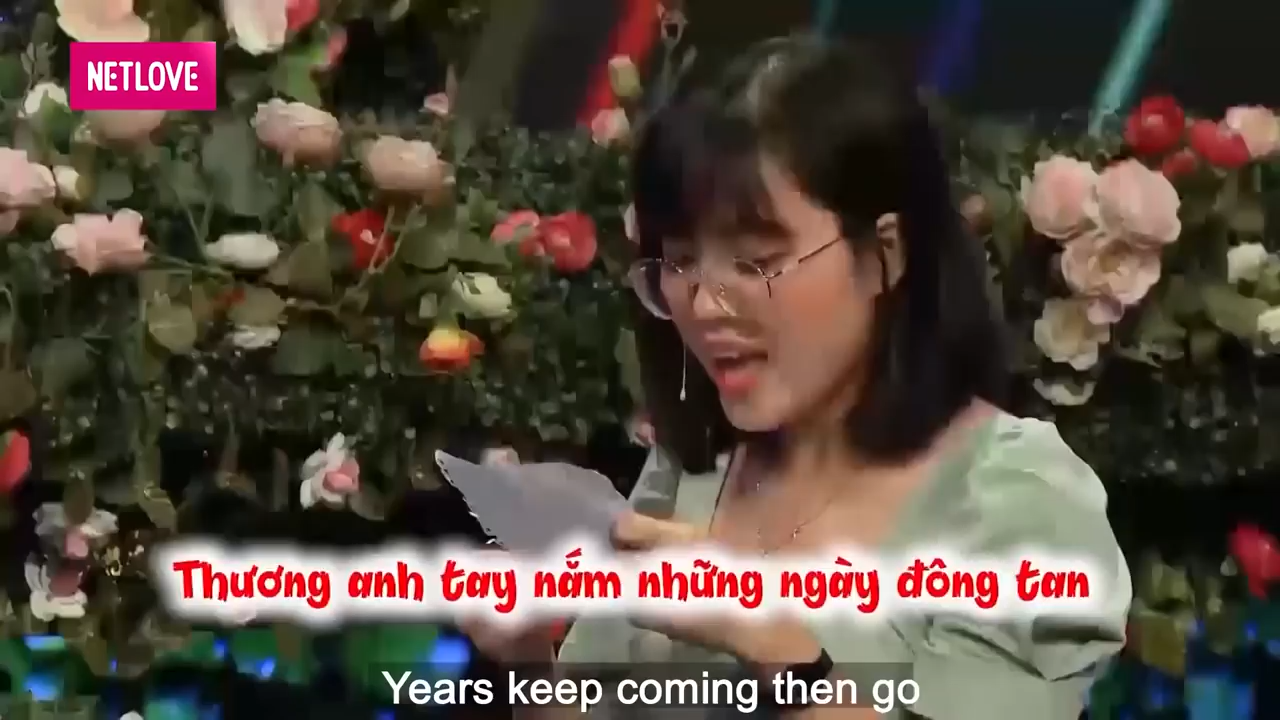 NETLOVE
Thương anh tay nắm những ngày đông tan
Years keep coming then go